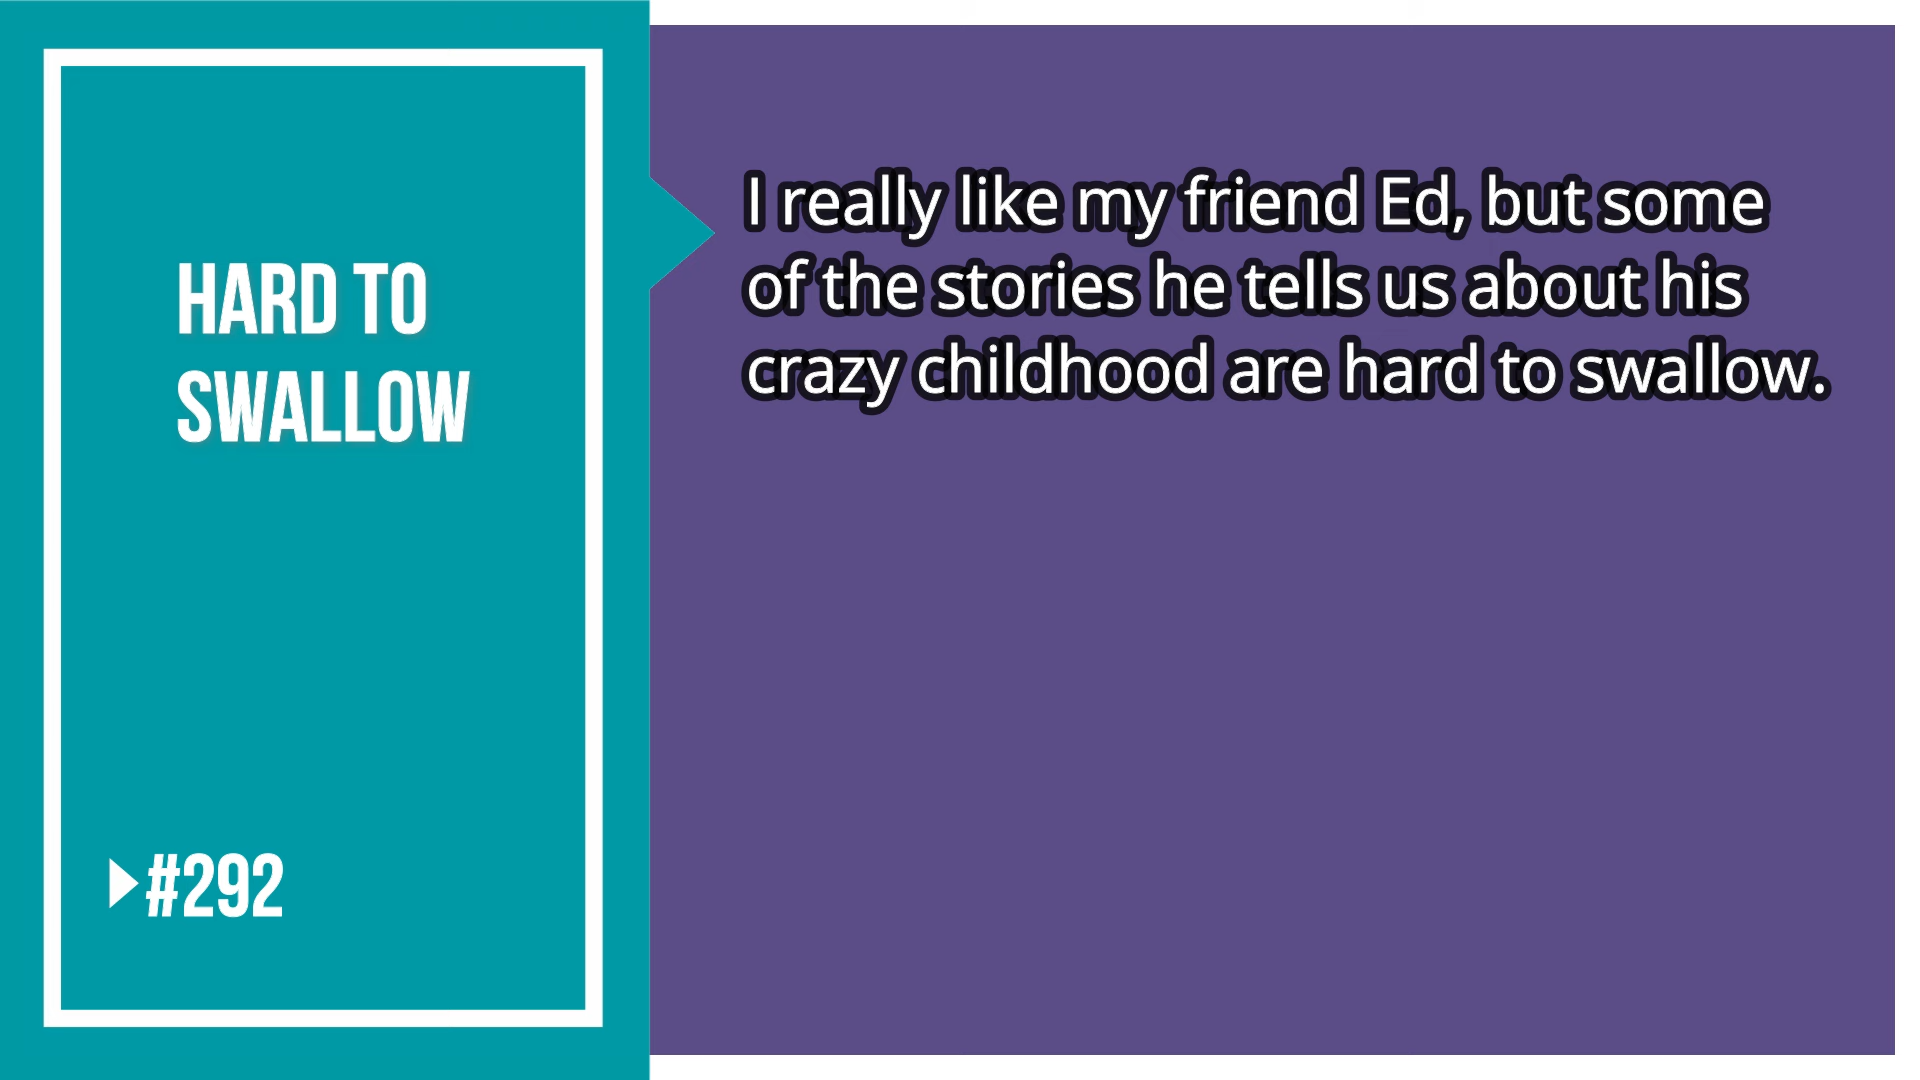 HARD TO
SWALLOW
#292
I really like my friend Ed, but some
of the stories he tells us about his
crazy childhood are hard to swallow.